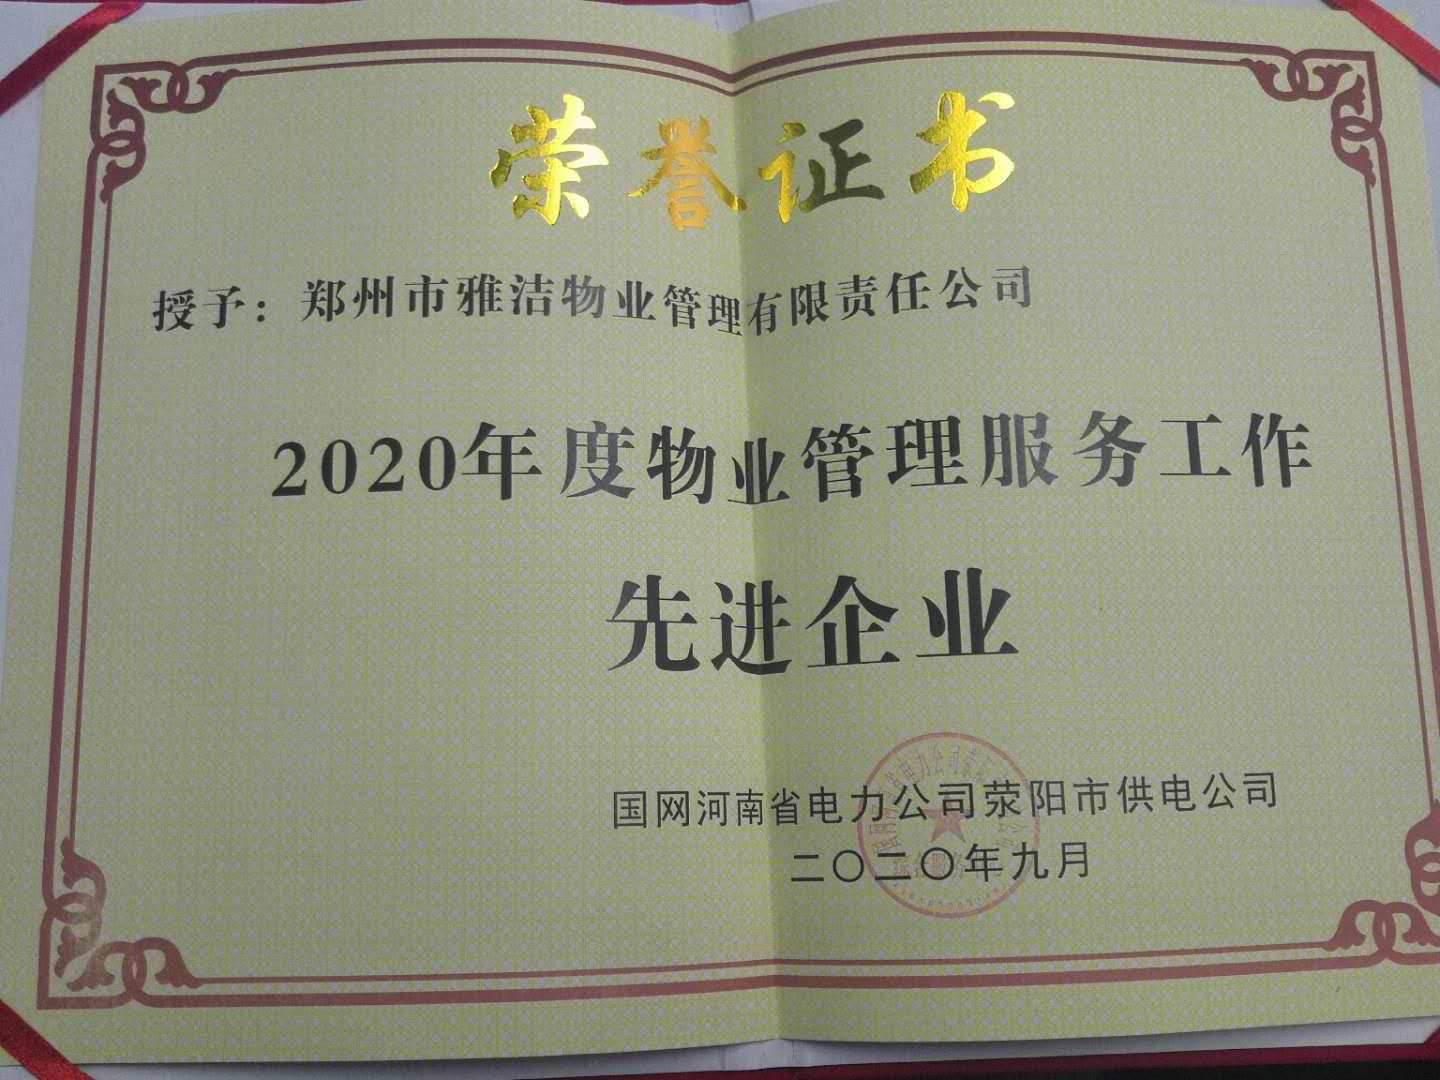 荣誉证书
授予：郑州市雅洁物业管理有限责任公司
2020年度物业管理服务工作
先进企业
国网河南省电力公司荥阳市供电公司
二〇二〇年九月